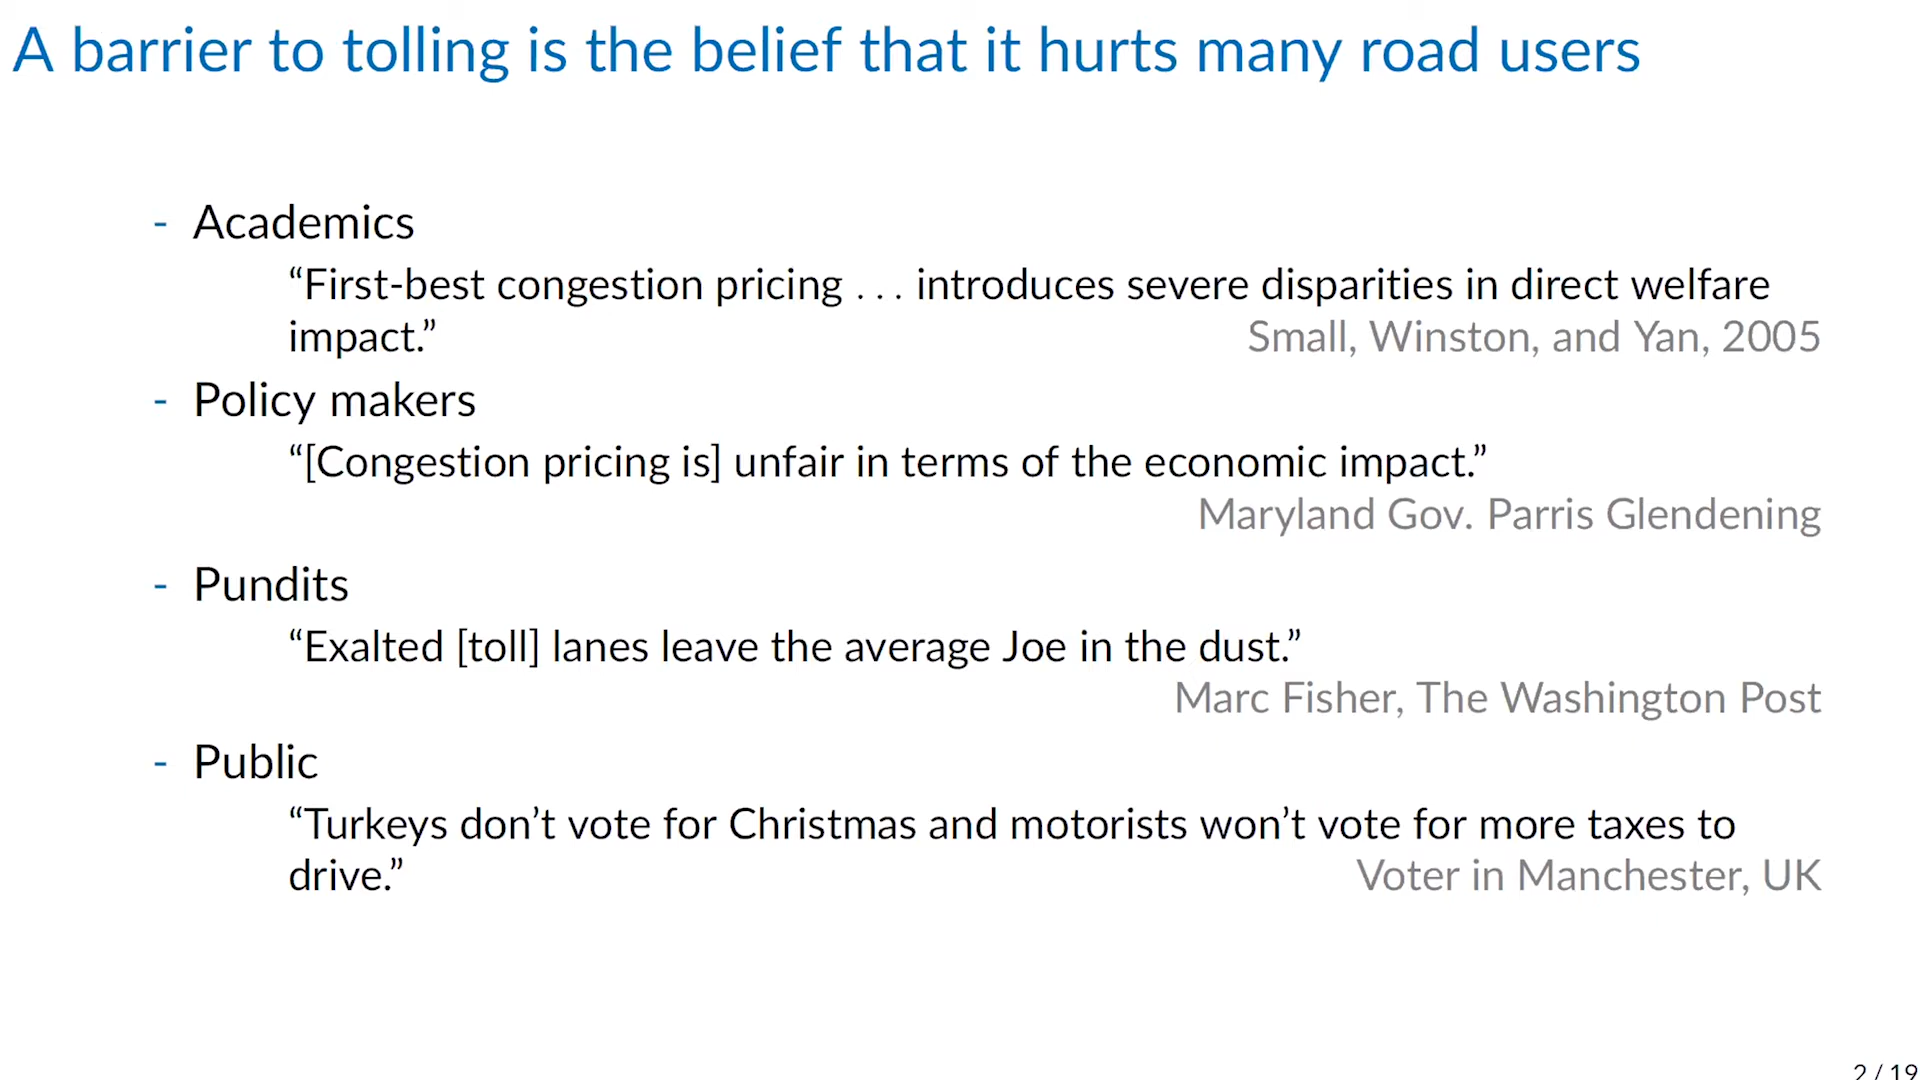 A barrier to tolling is the belief that it hurts many road users
- Academics
“First-best congestion pricing . . . introduces severe disparities in direct welfare
impact.” Small, Winston, and Yan, 2005
- Policy makers
“[Congestion pricing is] unfair in terms of the economic impact.”
Maryland Gov. Parris Glendening
- Pundits
“Exalted [toll] lanes leave the average Joe in the dust.”
Marc Fisher, The Washington Post
- Public
“Turkeys don’t vote for Christmas and motorists won’t vote for more taxes to
drive.” Voter in Manchester, UK
2 / 19